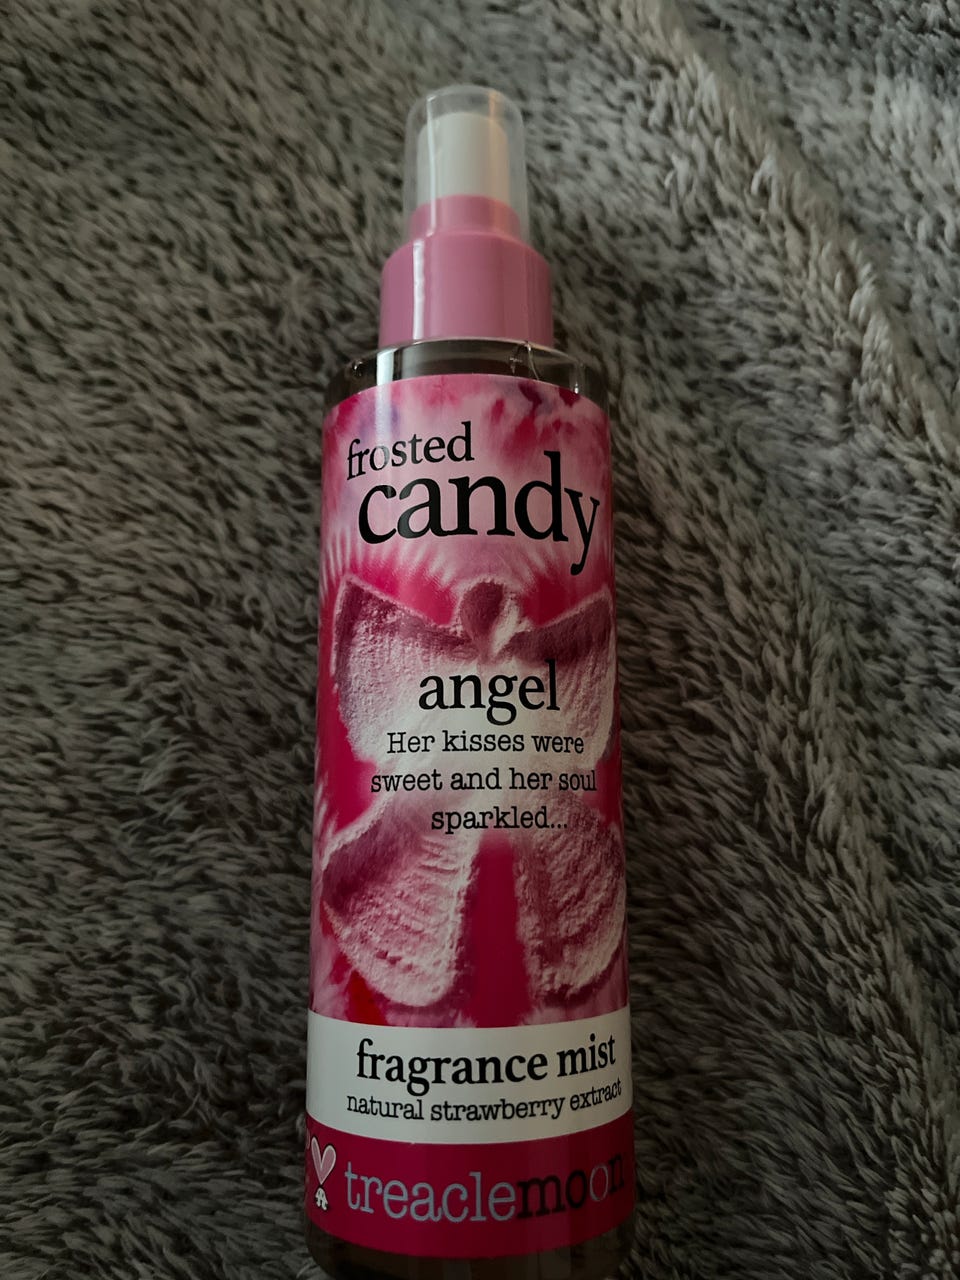 frosted
candy
angel
Her kisses were
sweet and her soul
sparkled...
fragrance mist
natural strawberry extract
treaclemoon